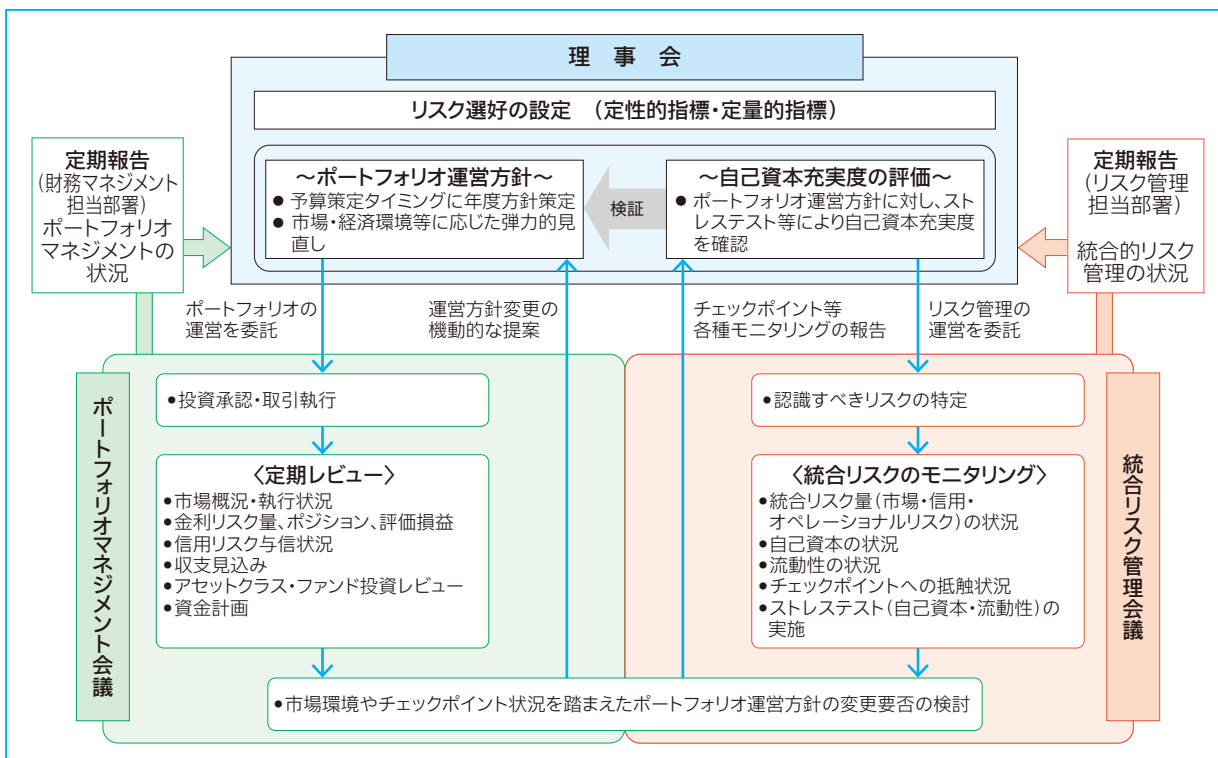 理 事 会
リスク選好の設定 （定性的指標・定量的指標）
定期報告
(財務マネジメント
担当部署)
ポートフォリオ
マネジメントの
状況
～ポートフォリオ運営方針～
● 予算策定タイミングに年度方針策定
● 市場・経済環境等に応じた弾力的見
直し
検証
～自己資本充実度の評価～
● ポートフォリオ運営方針に対し、スト
レステスト等により自己資本充実度
を確認
定期報告
(リスク管理
担当部署)
統合的リスク
管理の状況
ポートフォリオの
運営を委託
運営方針変更の
機動的な提案
チェックポイント等
各種モニタリングの報告
リスク管理の
運営を委託
ポートフォリオマネジメント会議
●投資承認・取引執行
〈定期レビュー〉
●市場概況・執行状況
●金利リスク量、ポジション、評価損益
●信用リスク与信状況
●収支見込み
●アセットクラス・ファンド投資レビュー
●資金計画
●認識すべきリスクの特定
〈統合リスクのモニタリング〉
●統合リスク量(市場・信用・
オペレーショナルリスク)の状況
●自己資本の状況
●流動性の状況
●チェックポイントへの抵触状況
●ストレステスト(自己資本・流動性)の
実施
統合リスク管理会議
●市場環境やチェックポイント状況を踏まえたポートフォリオ運営方針の変更要否の検討